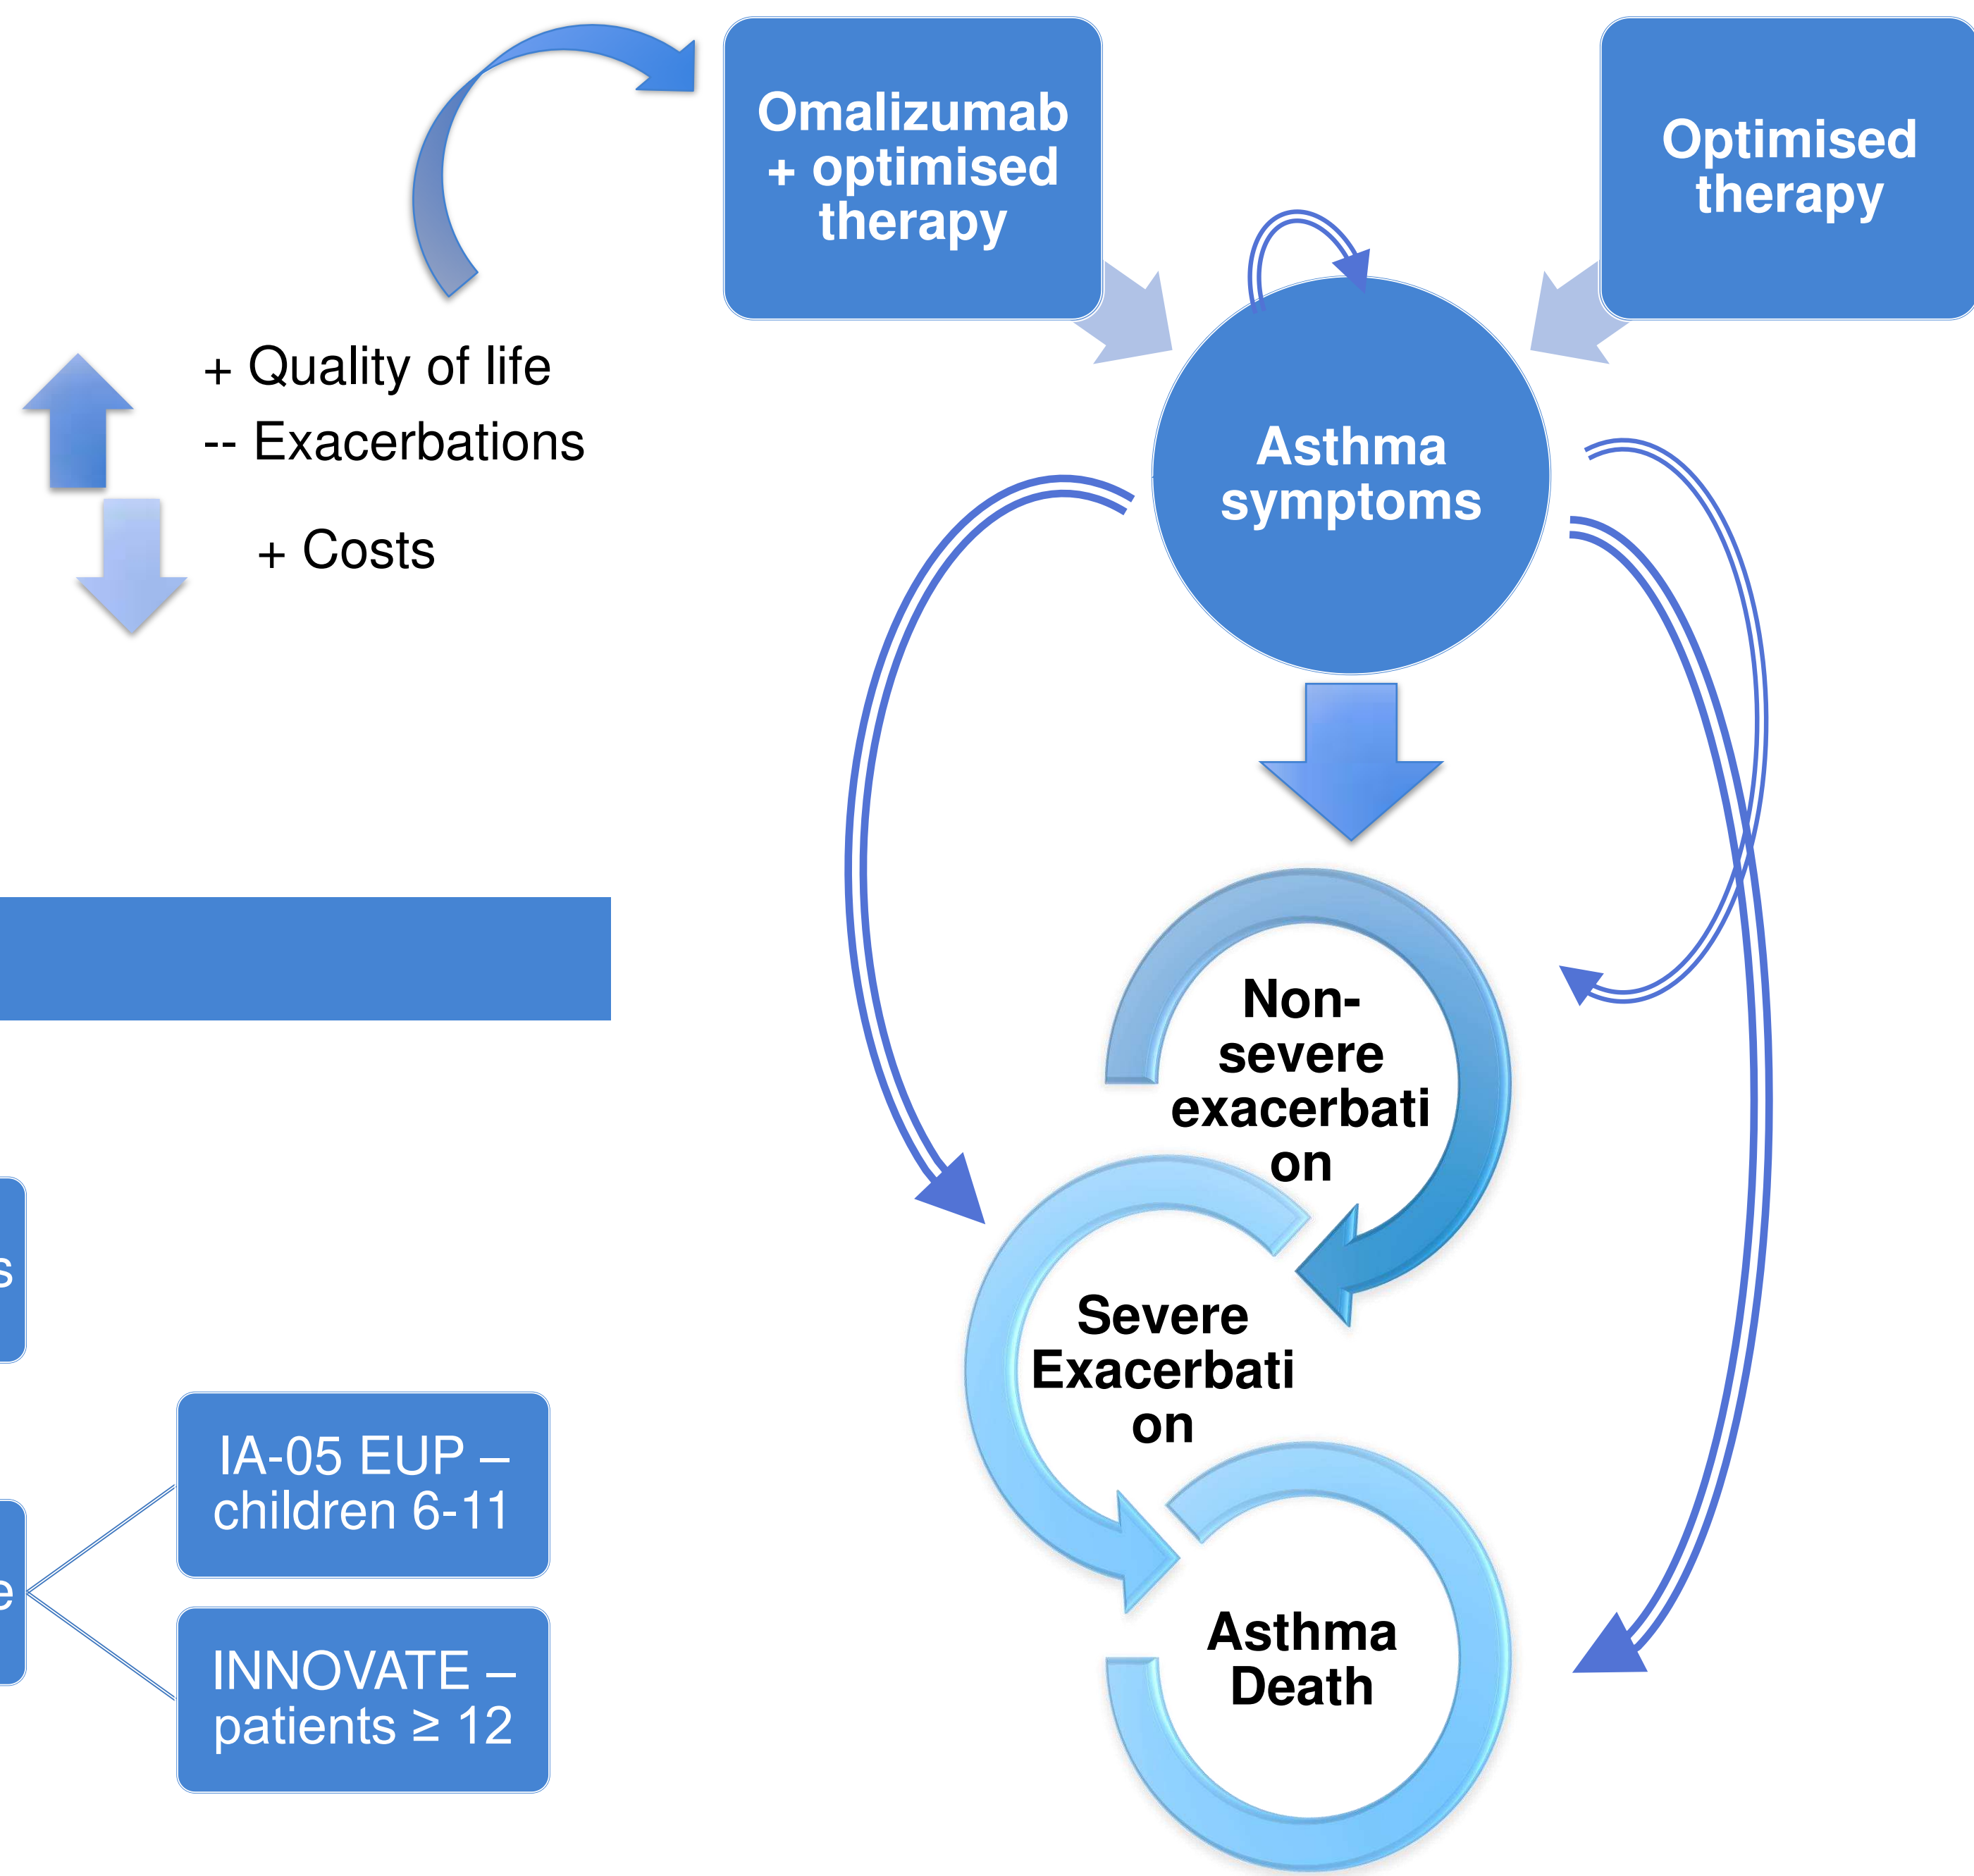 Omalizumab
+ optimised
therapy
Optimised
therapy
+ Quality of life
-- Exacerbations
+ Costs
Asthma
symptoms
Non-
severe
exacerbati
on
Severe
Exacerbati
on
Asthma
Death
s
e
IA-05 EUP –
children 6-11
INNOVATE –
patients ≥ 12